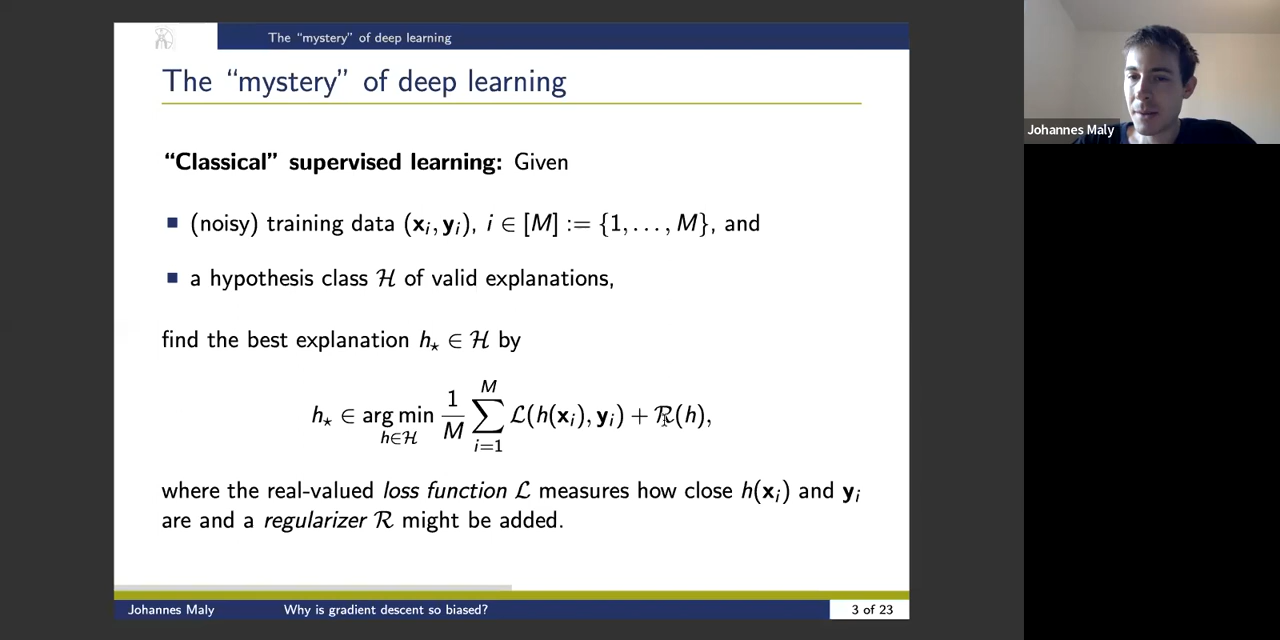 The “mystery” of deep learning
The “mystery” of deep learning
“Classical” supervised learning: Given
(noisy) training data (𝐱ᵢ, 𝐲ᵢ), i ∈ [M] := {1, . . . , M}, and
a hypothesis class ℋ of valid explanations,
find the best explanation h⋆ ∈ ℋ by
h⋆ ∈ arg min_{h∈ℋ} 1/M ∑_{i=1}^{M} ℒ(h(𝐱ᵢ), 𝐲ᵢ) + ℛ(h),
where the real-valued loss function ℒ measures how close h(𝐱ᵢ) and 𝐲ᵢ
are and a regularizer ℛ might be added.
Johannes Maly Why is gradient descent so biased? 3 of 23
Johannes Maly